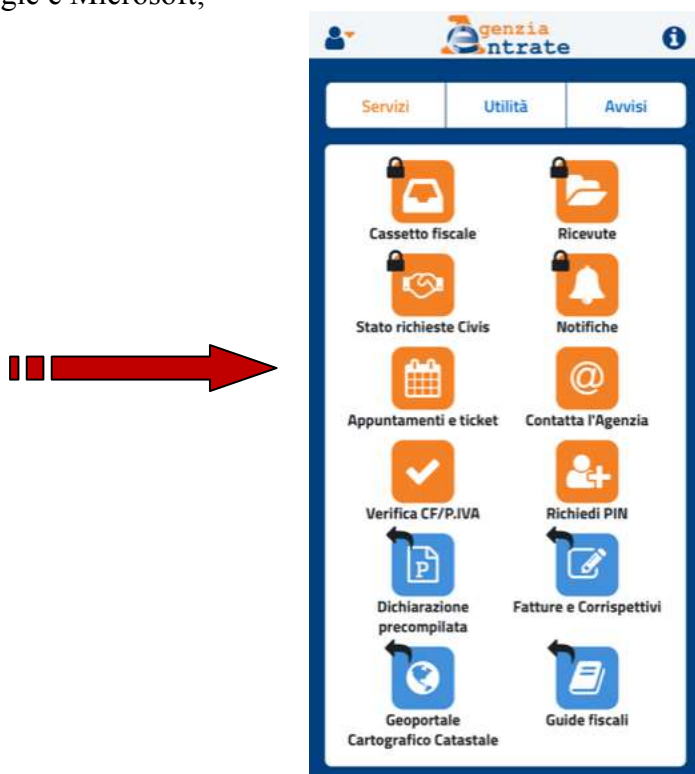 gle e Microsoft;
Agenzia
Entrate
Servizi Utilità Avvisi
Cassetto fiscale Ricevute
Stato richieste Civis Notifiche
@
Appuntamenti e ticket Contatta l'Agenzia
Verifica CF/P.IVA Richiedi PIN
P
Dichiarazione precompilata Fatture e Corrispettivi
Geoportale Cartografico Catastale Guide fiscali